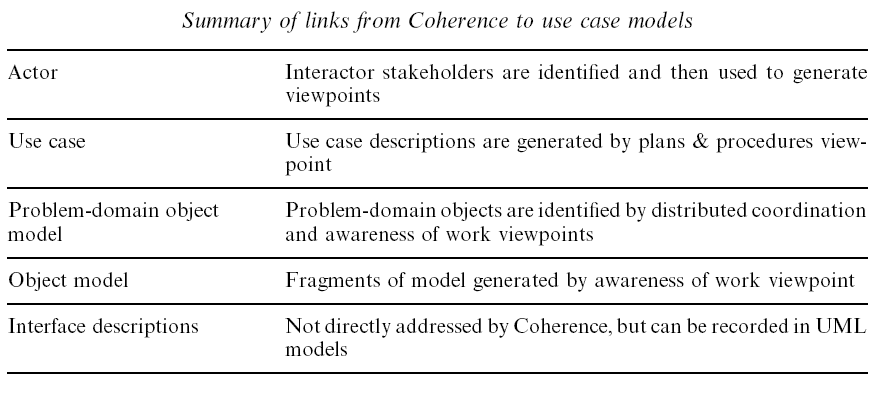 Summary of links from Coherence to use case models
Actor
Interactor stakeholders are identified and then used to generate
viewpoints
Use case
Use case descriptions are generated by plans & procedures view-
point
Problem-domain object
model
Problem-domain objects are identified by distributed coordination
and awareness of work viewpoints
Object model
Fragments of model generated by awareness of work viewpoint
Interface descriptions
Not directly addressed by Coherence, but can be recorded in UML
models